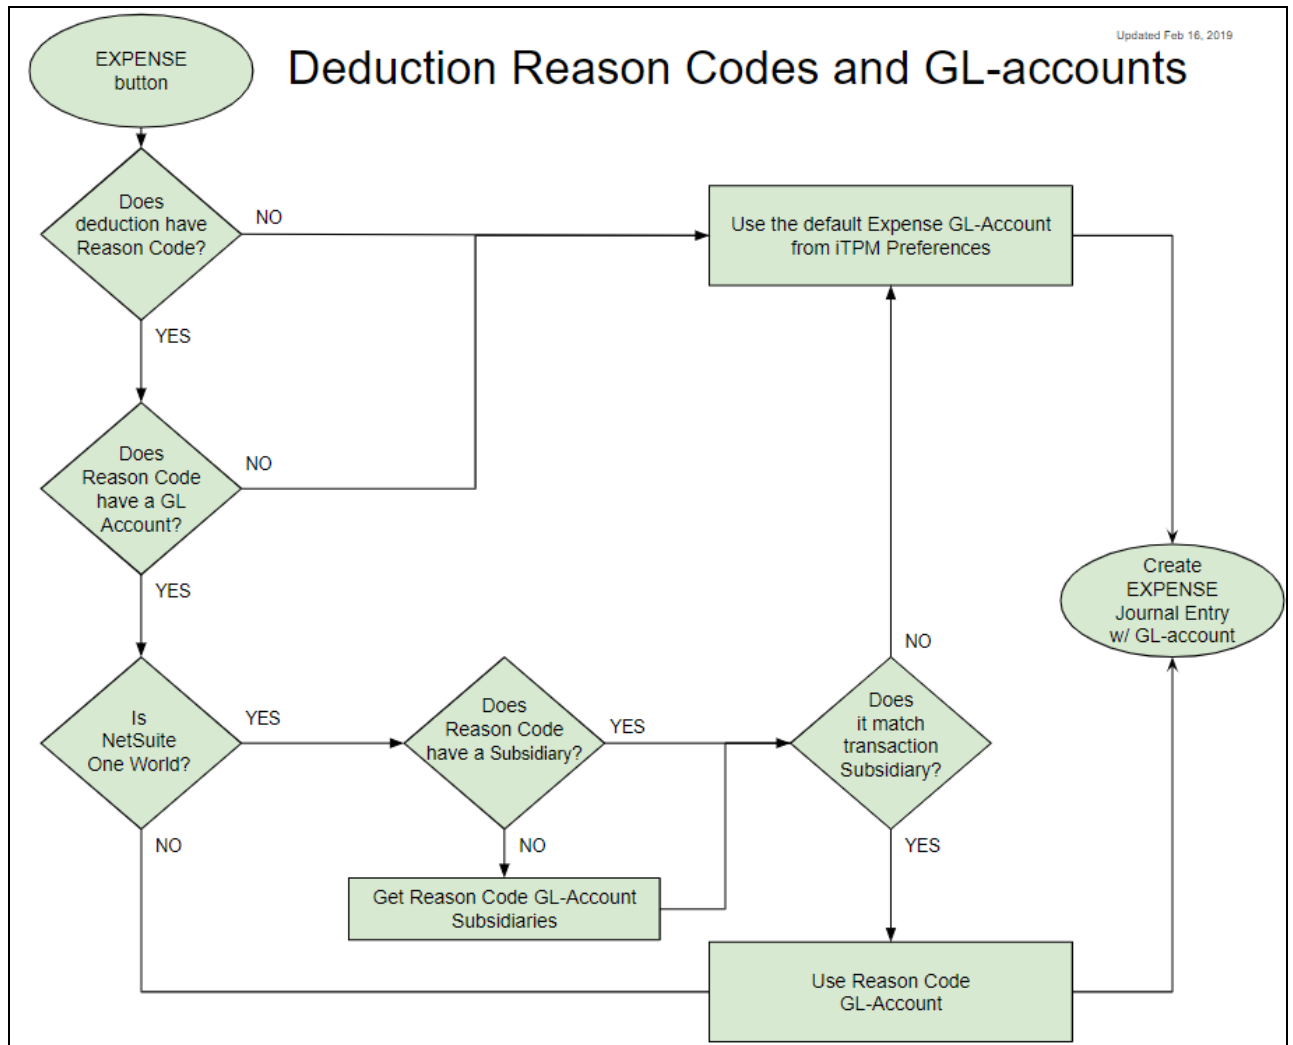 Updated Feb 16, 2019
Deduction Reason Codes and GL-accounts
EXPENSE
button
Does
deduction have
Reason Code?
NO
Use the default Expense GL-Account
from iTPM Preferences
YES
Does
Reason Code
have a GL
Account?
NO
YES
Is
NetSuite
One World?
YES
Does
Reason Code
have a Subsidiary?
YES
Does
it match
transaction
Subsidiary?
NO
Create
EXPENSE
Journal Entry
w/ GL-account
NO
NO
YES
Get Reason Code GL-Account
Subsidiaries
Use Reason Code
GL-Account